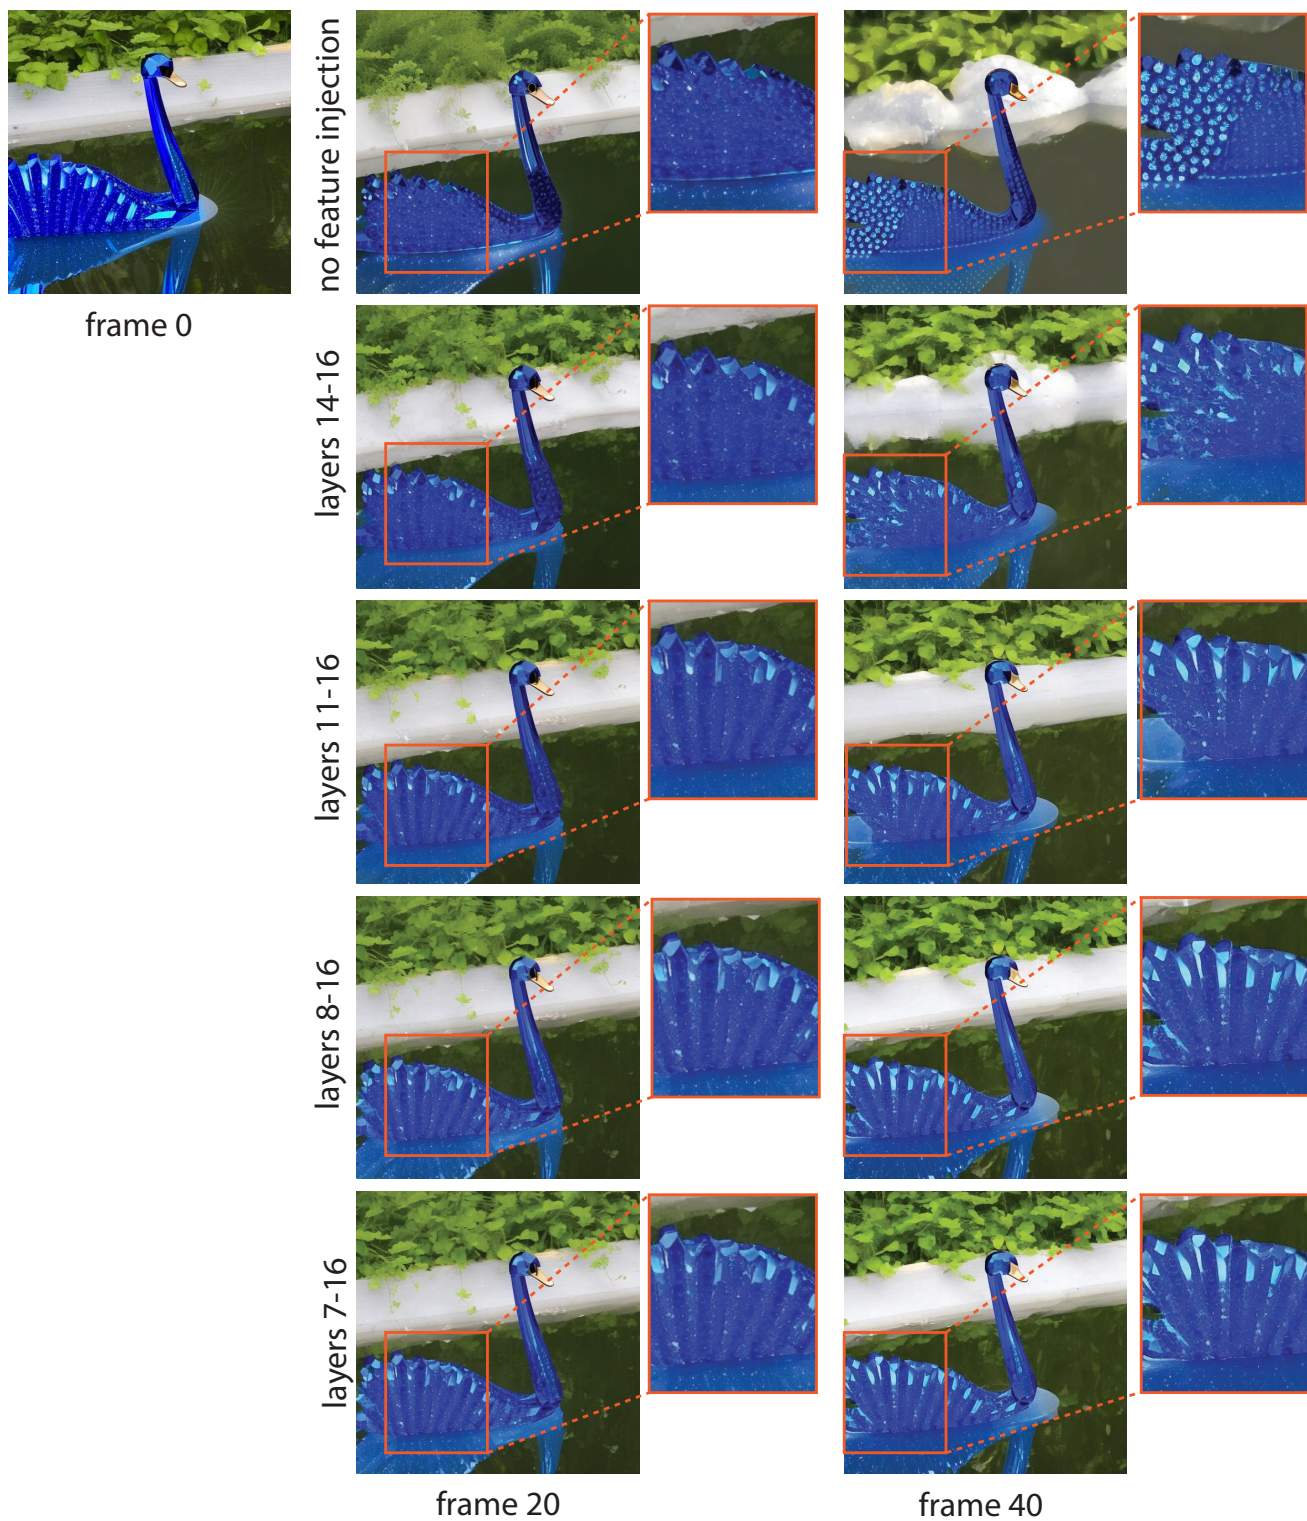 no feature injection
frame 0
layers 14-16
layers 11-16
layers 8-16
layers 7-16
frame 20
frame 40